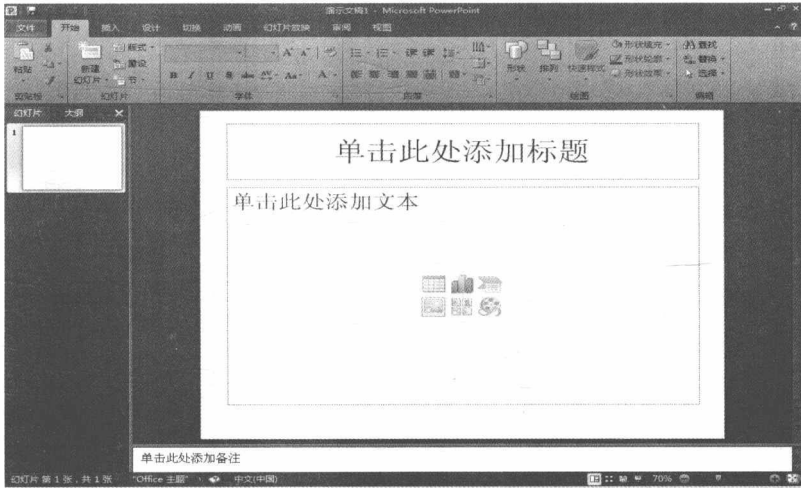 演示文稿1 - Microsoft PowerPoint
文件 开始 插入 设计 切换 动画 幻灯片放映 审阅 视图
粘贴 新建幻灯片 版式 重设 节 形状 排列 快速样式 形状填充 形状轮廓 形状效果 查找 替换 选择
剪贴板 幻灯片 字体 段落 绘图 编辑
幻灯片 大纲
1
单击此处添加标题
单击此处添加文本
单击此处添加备注
幻灯片 第1张，共1张 "Office 主题" 中文(中国) 70%